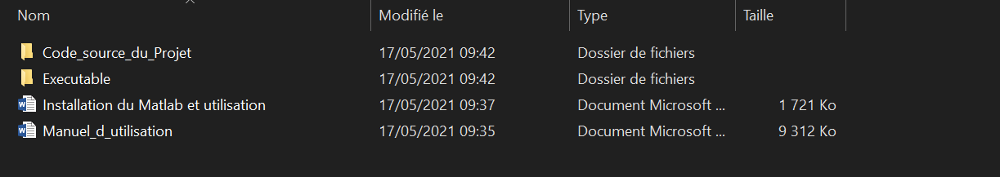 Nom Modifié le Type Taille
Code_source_du_Projet 17/05/2021 09:42 Dossier de fichiers
Executable 17/05/2021 09:42 Dossier de fichiers
Installation du Matlab et utilisation 17/05/2021 09:37 Document Microsoft ... 1 721 Ko
Manuel_d_utilisation 17/05/2021 09:35 Document Microsoft ... 9 312 Ko